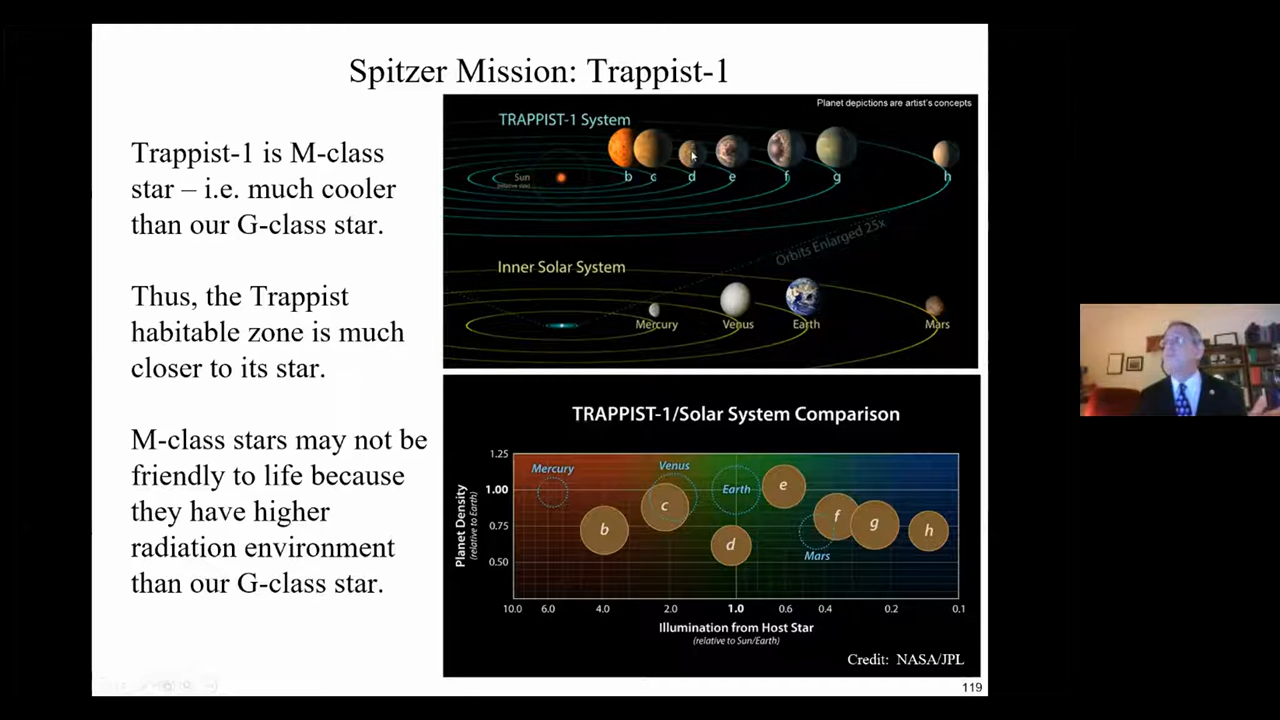 Spitzer Mission: Trappist-1
Trappist-1 is M-class
star – i.e. much cooler
than our G-class star.
Thus, the Trappist
habitable zone is much
closer to its star.
M-class stars may not be
friendly to life because
they have higher
radiation environment
than our G-class star.
Planet depictions are artist's concepts
TRAPPIST-1 System
Sun
b c d e f g h
Orbits Enlarged 25x
Inner Solar System
Mercury Venus Earth Mars
TRAPPIST-1/Solar System Comparison
Planet Density
(relative to Earth)
1.25
1.00
0.75
0.50
Mercury Venus Earth Mars
b c d e f g h
10.0 6.0 4.0 2.0 1.0 0.6 0.4 0.2 0.1
Illumination from Host Star
(relative to Sun/Earth)
Credit: NASA/JPL
119